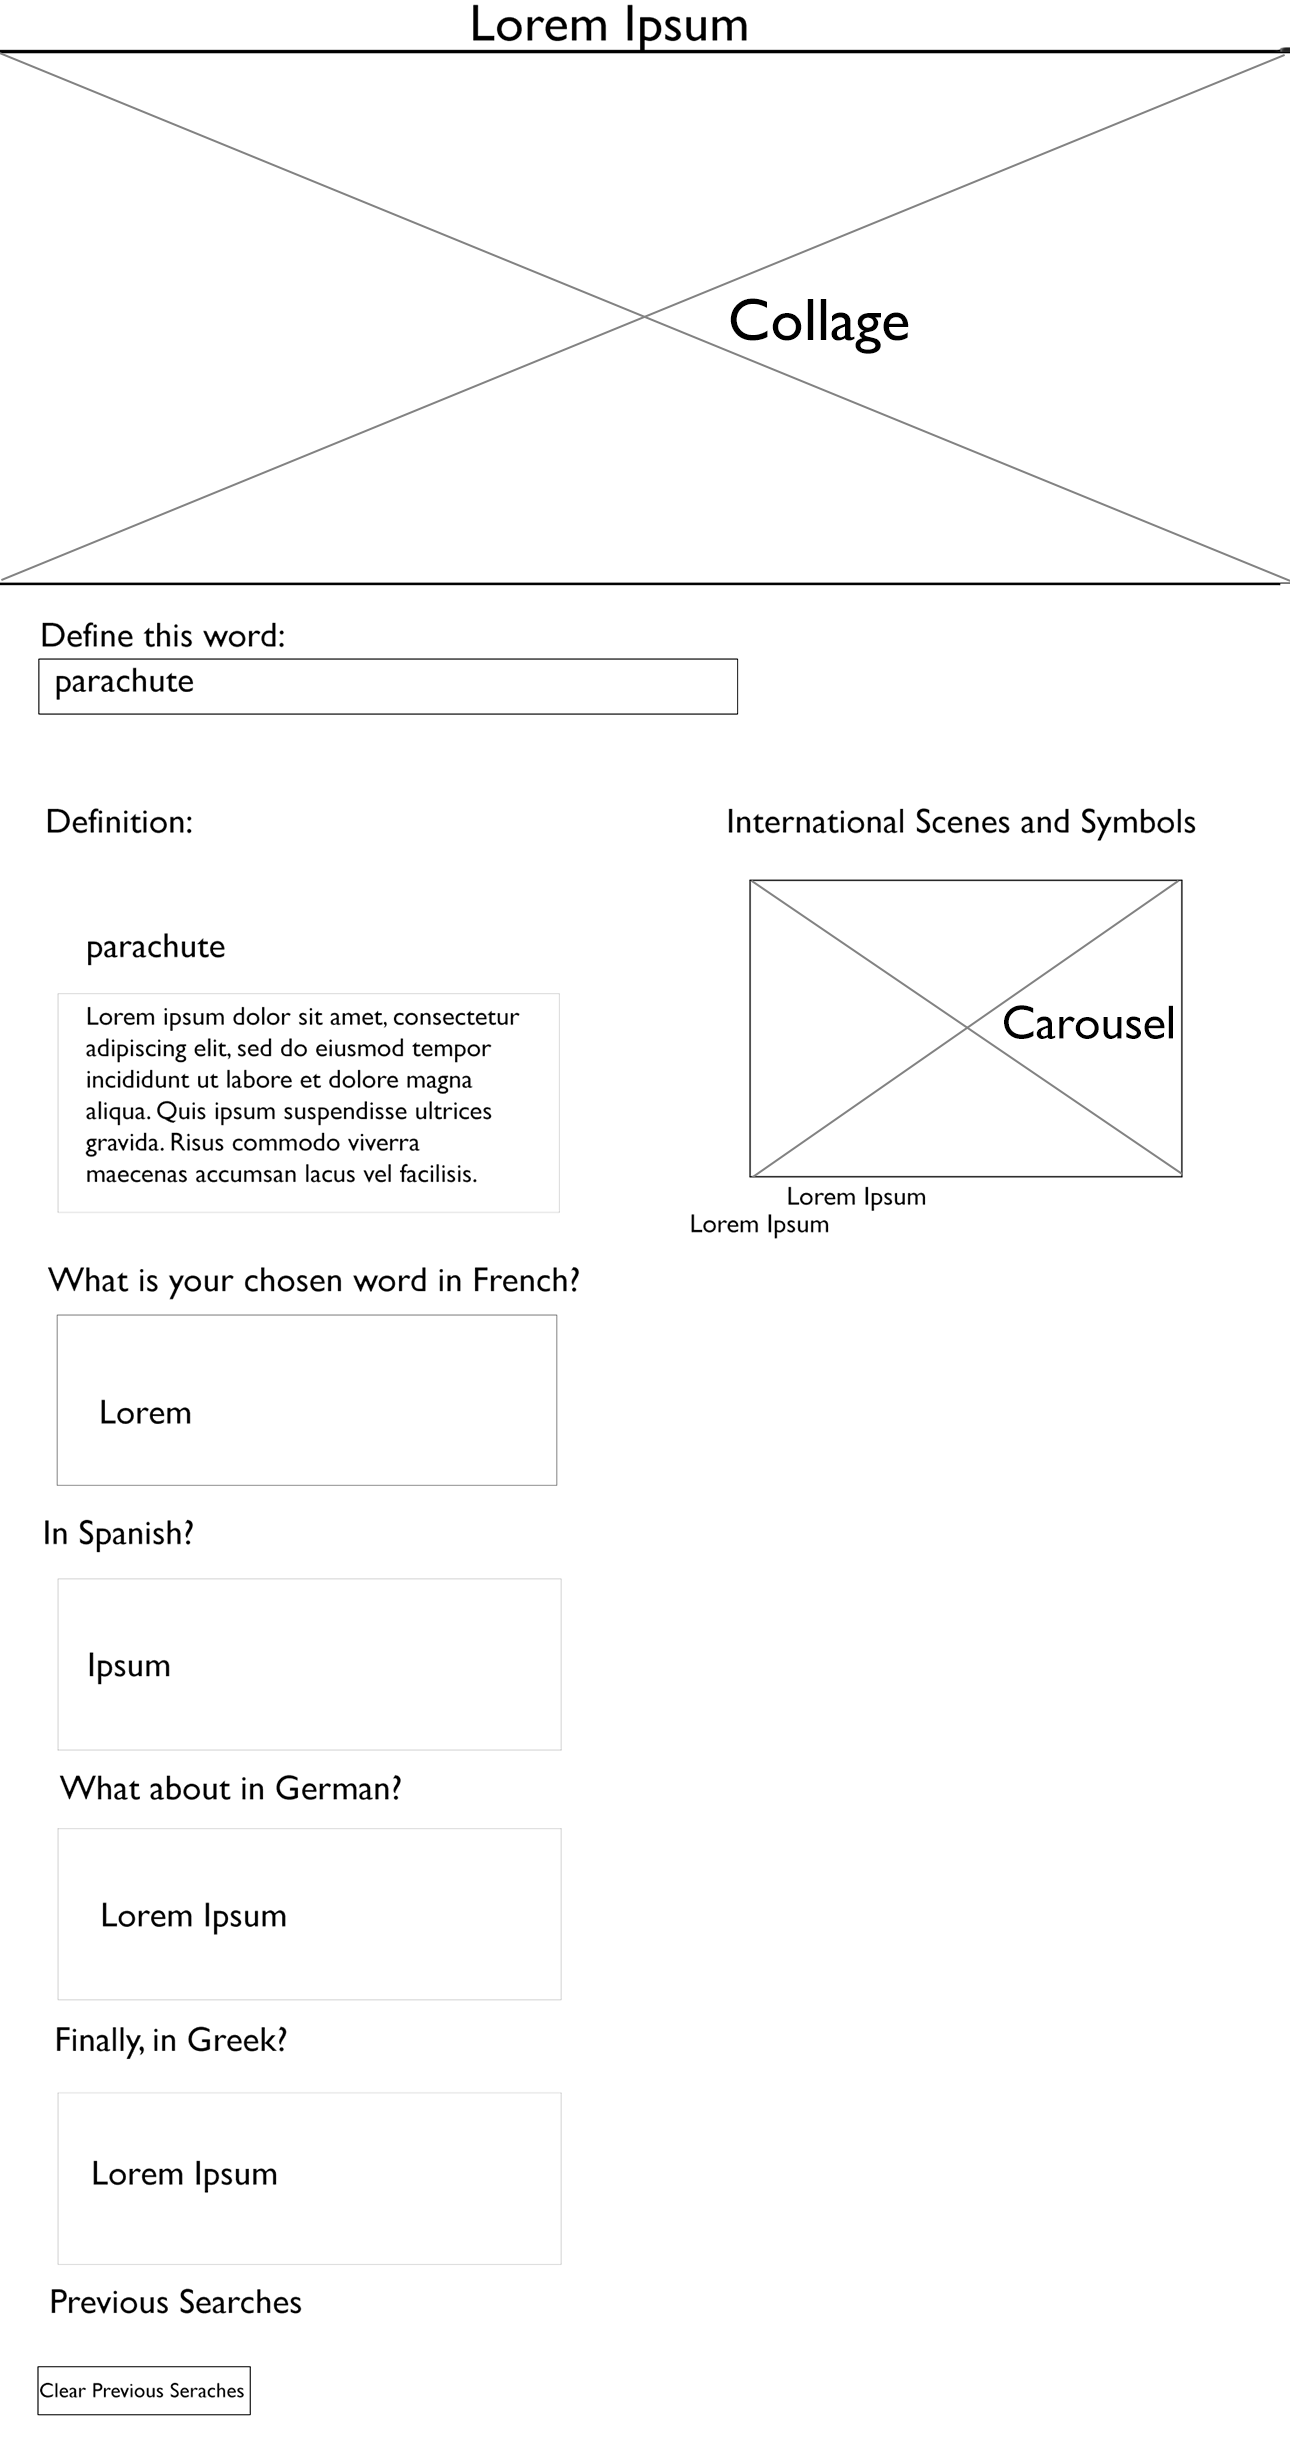 Lorem Ipsum
Collage
Define this word:
parachute
Definition:
parachute
Lorem ipsum dolor sit amet, consectetur
adipiscing elit, sed do eiusmod tempor
incididunt ut labore et dolore magna
aliqua. Quis ipsum suspendisse ultrices
gravida. Risus commodo viverra
maecenas accumsan lacus vel facilisis.
International Scenes and Symbols
Carousel
Lorem Ipsum
Lorem Ipsum
What is your chosen word in French?
Lorem
In Spanish?
Ipsum
What about in German?
Lorem Ipsum
Finally, in Greek?
Lorem Ipsum
Previous Searches
Clear Previous Seraches